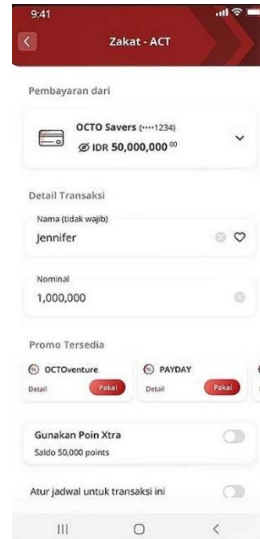 9:41
Zakat - ACT
Pembayaran dari
OCTO Savers (····1234)
IDR 50,000,000 00
Detail Transaksi
Nama (tidak wajib)
Jennifer
Nominal
1,000,000
Promo Tersedia
OCTOventure
PAYDAY
Detail
Pakai
Detail
Pakai
Gunakan Poin Xtra
Saldo 50,000 points
Atur jadwal untuk transaksi ini